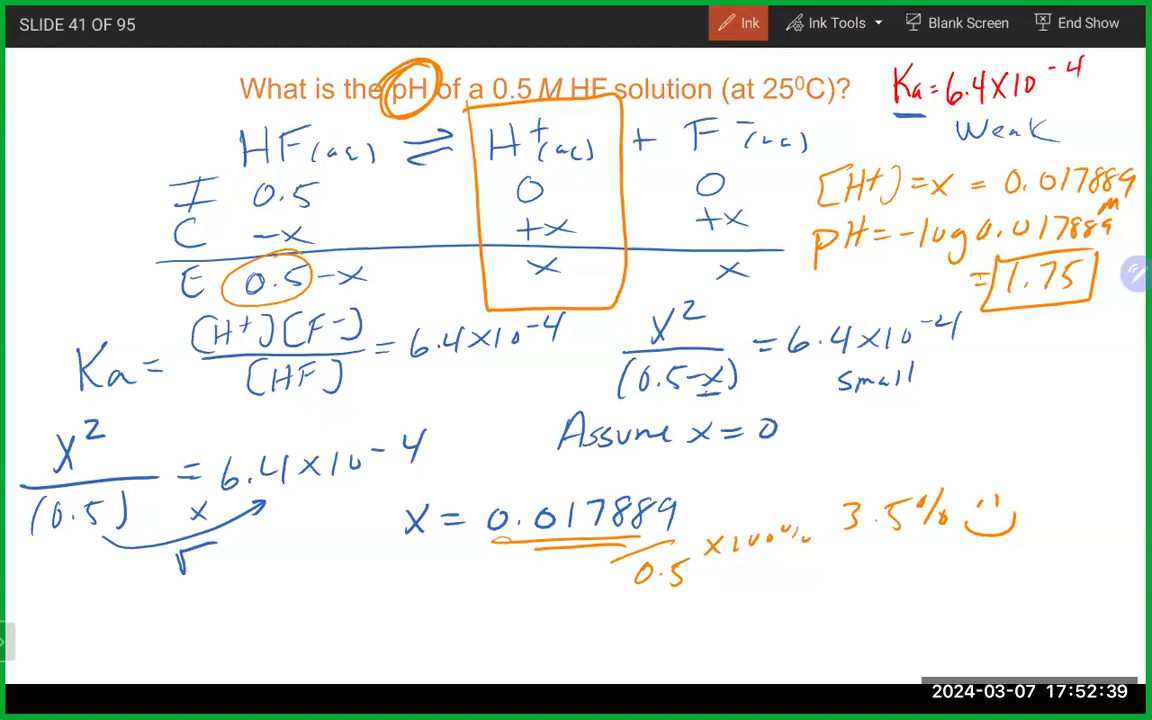 SLIDE 41 OF 95
Ink Ink Tools Blank Screen End Show
What is the pH of a 0.5 M HF solution (at 25⁰C)? Ka = 6.4×10⁻⁴
Weak
HF(aq) ⇌ H⁺(aq) + F⁻(aq)
I 0.5 0 0
C -x +x +x
E 0.5-x x x
[H+] = x = 0.017889 M
pH = -log 0.017889
= 1.75
Ka = [H+][F-] / [HF] = 6.4×10⁻⁴
x² / (0.5-x) = 6.4×10⁻⁴
small
Assume x = 0
x² / (0.5) = 6.4×10⁻⁴
x
√
x = 0.017889 / 0.5 ×100% 3.5%
2024-03-07 17:52:39